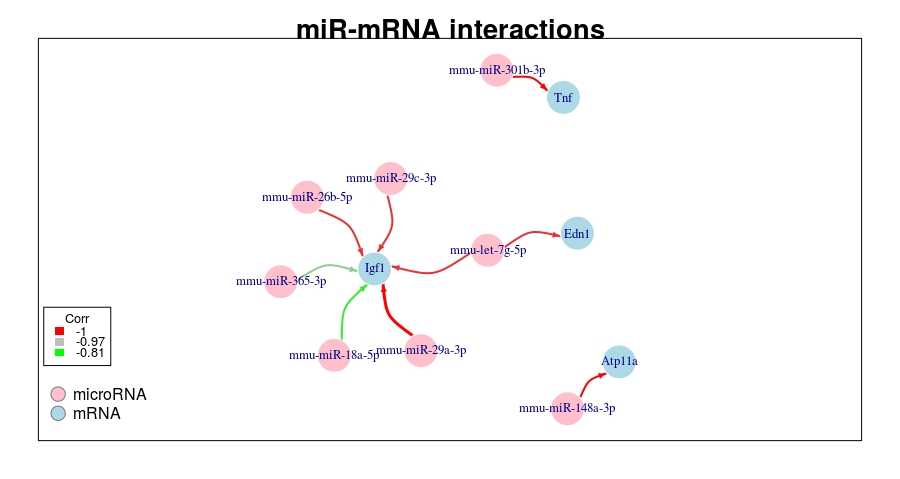 miR-mRNA interactions
mmu-miR-301b-3p
Tnf
mmu-miR-29c-3p
mmu-miR-26b-5p
Edn1
mmu-let-7g-5p
Igf1
mmu-miR-365-3p
Corr
-1
-0.97
-0.81
mmu-miR-18a-5p
mmu-miR-29a-3p
Atp11a
microRNA
mmu-miR-148a-3p
mRNA